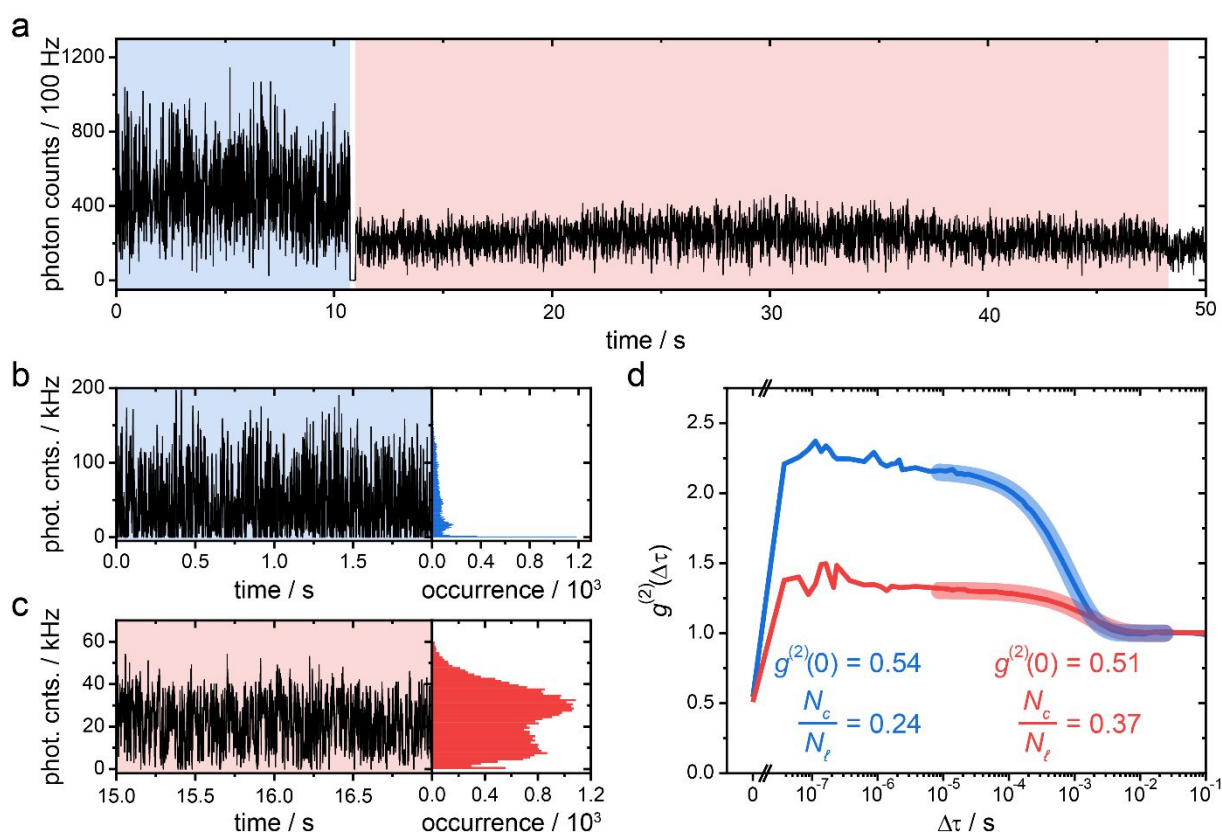 a
photon counts / 100 Hz
1200
800
400
0
0 10 20 30 40 50
time / s
b
phot. cnts. / kHz
200
100
0
0.0 0.5 1.0 1.5
0.0 0.4 0.8 1.2
time / s
occurrence / 10³
c
phot. cnts. / kHz
60
40
20
0
15.0 15.5 16.0 16.5
0.0 0.4 0.8 1.2
time / s
occurrence / 10³
d
g⁽²⁾(Δτ)
2.5
2.0
1.5
1.0
0.5
0.0
g⁽²⁾(0) = 0.54
N_c/N_ℓ = 0.24
g⁽²⁾(0) = 0.51
N_c/N_ℓ = 0.37
0 10⁻⁷ 10⁻⁶ 10⁻⁵ 10⁻⁴ 10⁻³ 10⁻² 10⁻¹
Δτ / s